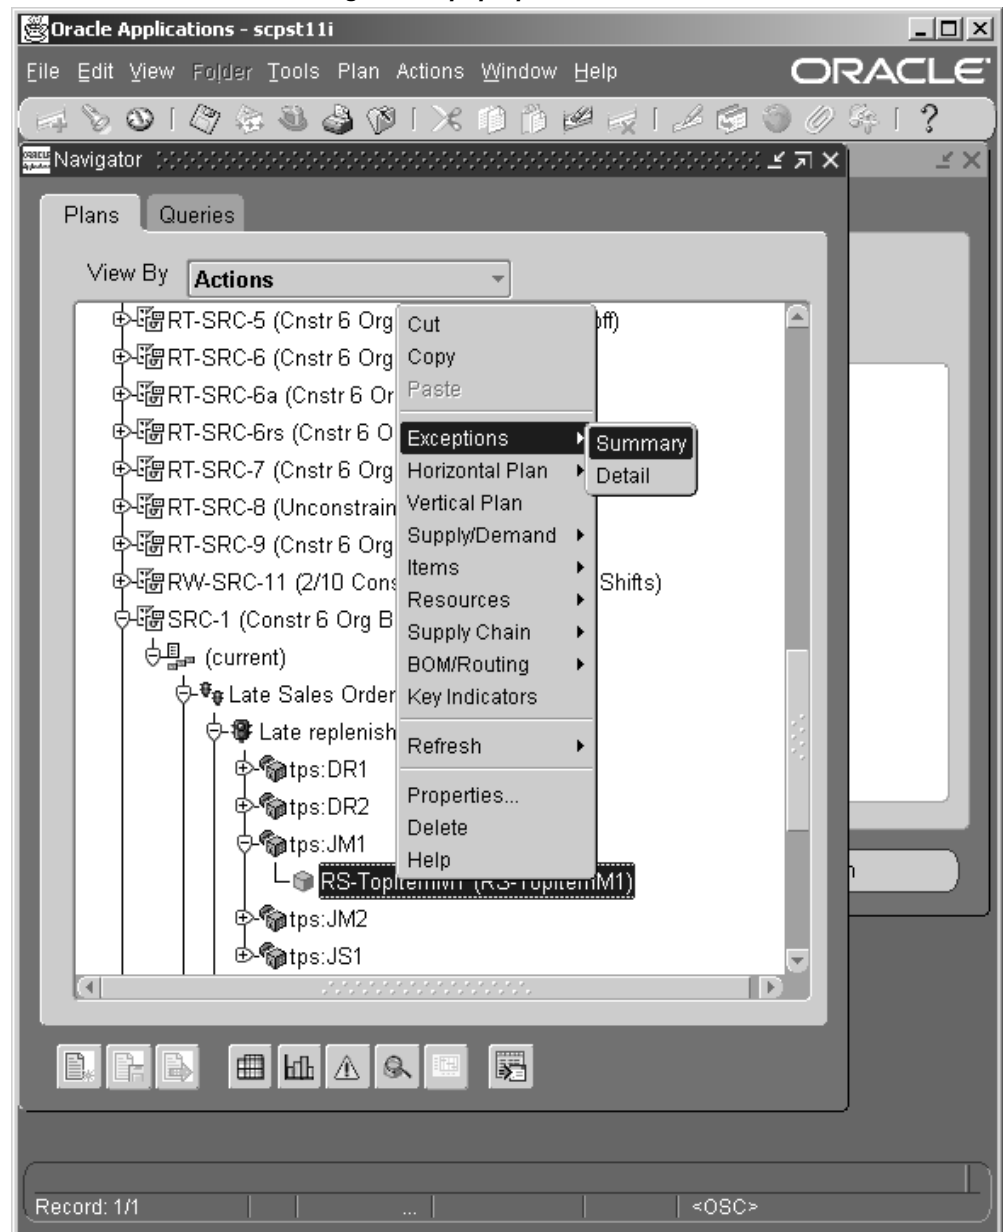 Oracle Applications - scpst11i
File Edit View Folder Tools Plan Actions Window Help ORACLE
?
Navigator
Plans Queries
View By Actions
RT-SRC-5 (Cnstr 6 Org off)
RT-SRC-6 (Cnstr 6 Org
RT-SRC-6a (Cnstr 6 Or
RT-SRC-6rs (Cnstr 6 O
RT-SRC-7 (Cnstr 6 Org
RT-SRC-8 (Unconstrain
RT-SRC-9 (Cnstr 6 Org
RW-SRC-11 (2/10 Cons Shifts)
SRC-1 (Constr 6 Org B
(current)
Late Sales Order
Late replenish
tps:DR1
tps:DR2
tps:JM1
RS-TopItemM1 (RS-TopItemM1)
tps:JM2
tps:JS1
Cut
Copy
Paste
Exceptions
Horizontal Plan
Vertical Plan
Supply/Demand
Items
Resources
Supply Chain
BOM/Routing
Key Indicators
Refresh
Properties...
Delete
Help
Summary
Detail
Record: 1/1 ... <OSC>